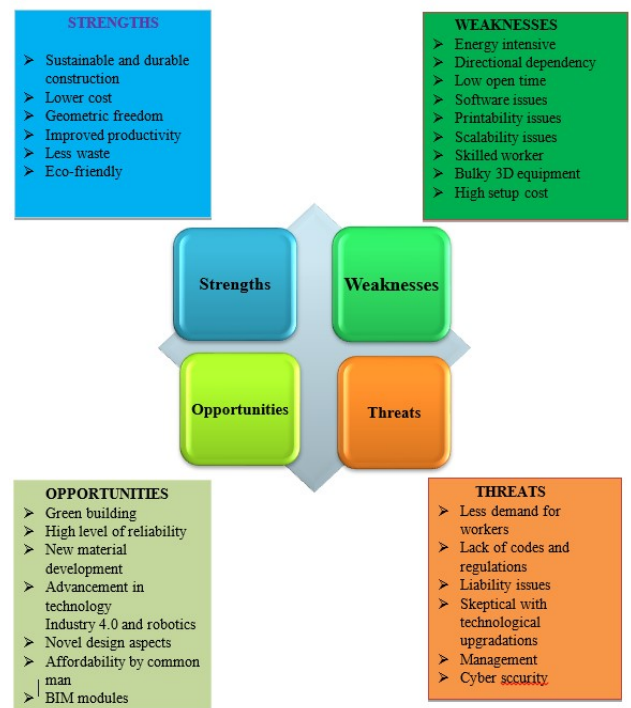 STRENGTHS
➢ Sustainable and durable
construction
➢ Lower cost
➢ Geometric freedom
➢ Improved productivity
➢ Less waste
➢ Eco-friendly
WEAKNESSES
➢ Energy intensive
➢ Directional dependency
➢ Low open time
➢ Software issues
➢ Printability issues
➢ Scalability issues
➢ Skilled worker
➢ Bulky 3D equipment
➢ High setup cost
Strengths
Weaknesses
Opportunities
Threats
OPPORTUNITIES
➢ Green building
➢ High level of reliability
➢ New material
development
➢ Advancement in
technology
Industry 4.0 and robotics
➢ Novel design aspects
➢ Affordability by common
man
➢ BIM modules
THREATS
➢ Less demand for
workers
➢ Lack of codes and
regulations
➢ Liability issues
➢ Skeptical with
technological
upgradations
➢ Management
➢ Cyber sccurity